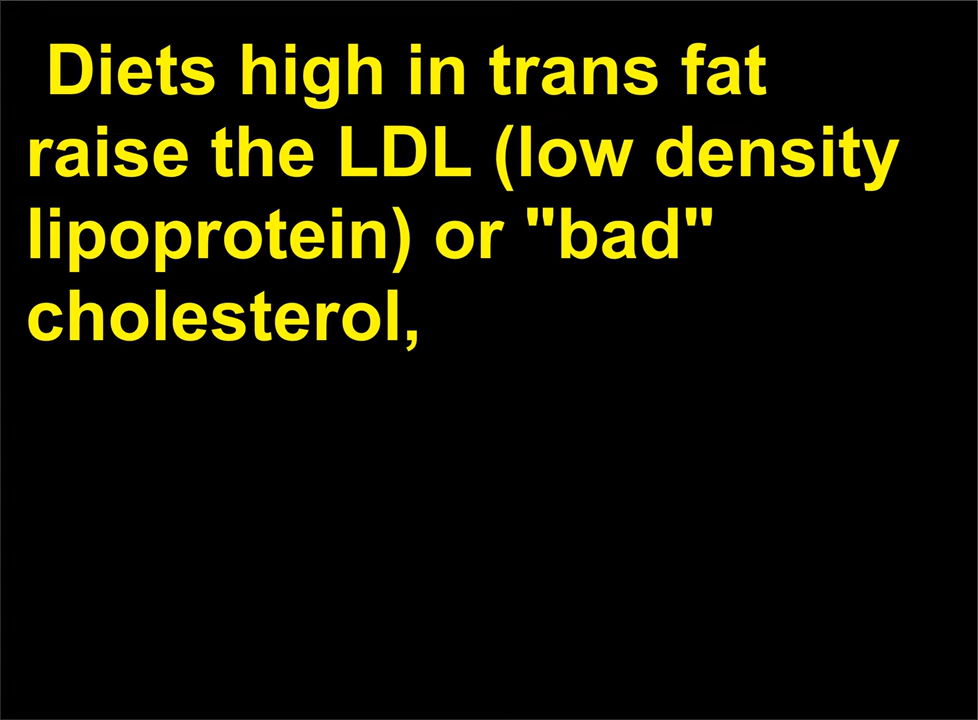 Diets high in trans fat
raise the LDL (low density
lipoprotein) or "bad"
cholesterol,